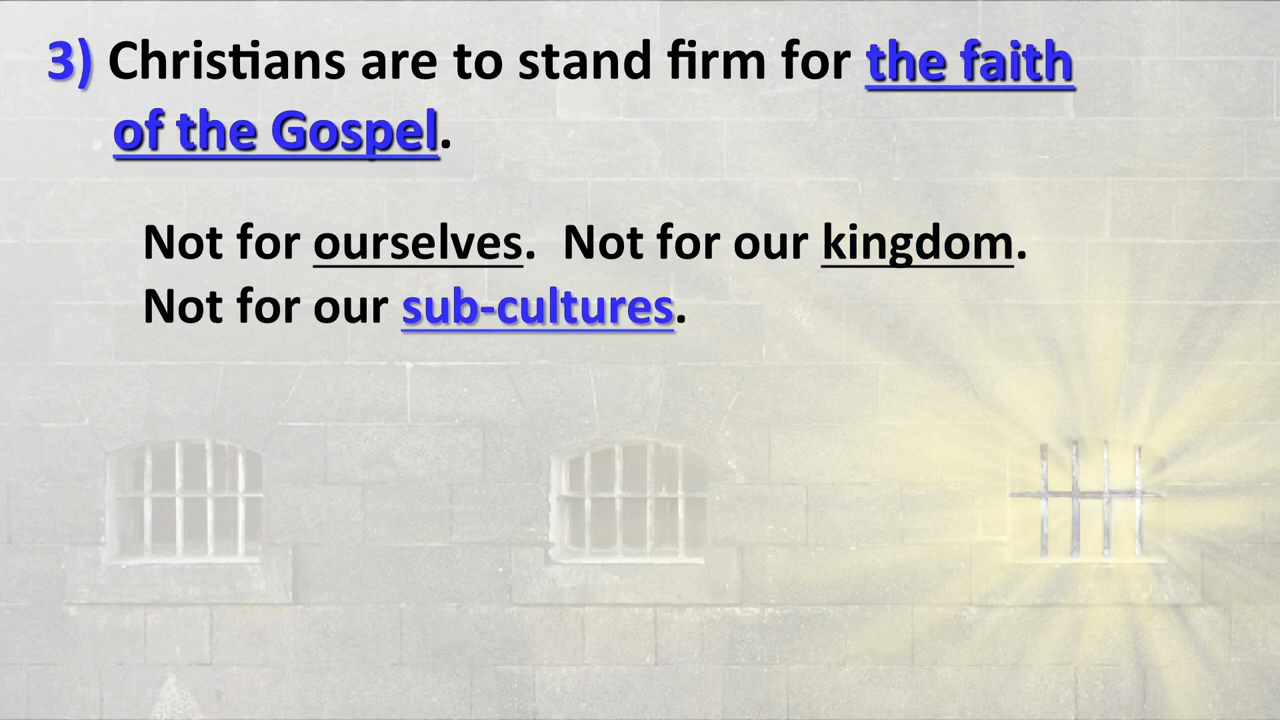 3) Christians are to stand firm for the faith
of the Gospel.
Not for ourselves. Not for our kingdom.
Not for our sub-cultures.